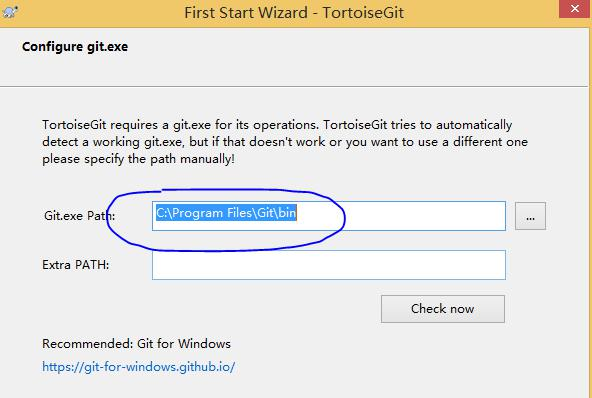 First Start Wizard - TortoiseGit
Configure git.exe
TortoiseGit requires a git.exe for its operations. TortoiseGit tries to automatically
detect a working git.exe, but if that doesn't work or you want to use a different one
please specify the path manually!
Git.exe Path: C:\Program Files\Git\bin ...
Extra PATH:
Check now
Recommended: Git for Windows
https://git-for-windows.github.io/